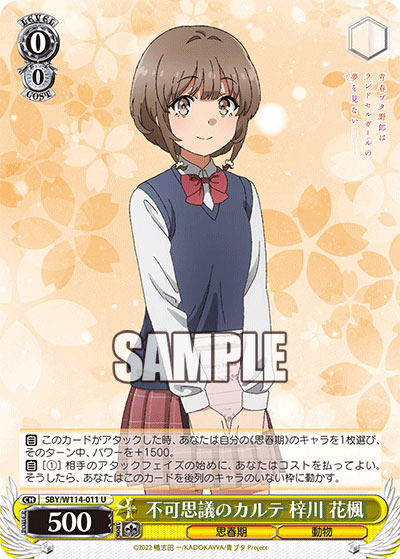 LEVEL
0
0
COST
青春ブタ野郎は
ランドセルガールの
夢を見ない
SAMPLE
自 このカードがアタックした時、あなたは自分の《思春期》のキャラを1枚選び、
そのターン中、パワーを+1500。
自 [①] 相手のアタックフェイズの始めに、あなたはコストを払ってよい。
そうしたら、あなたはこのカードを後列のキャラのいない枠に動かす。
CH SBY/W114-011 U
500
不可思議のカルテ 梓川 花楓
思春期
動物
©2022 鴨志田 一/KADOKAWA/青ブタ Project